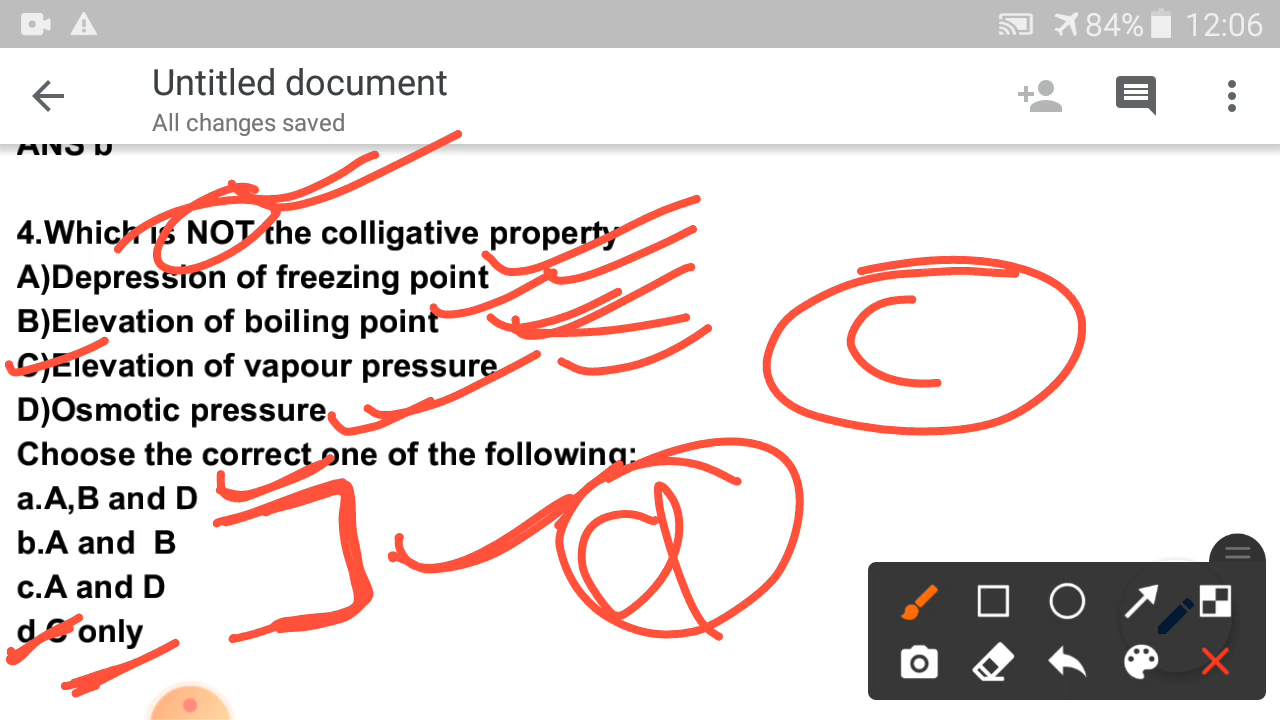 84% 12:06
Untitled document
All changes saved
ANS b
4.Which is NOT the colligative property
A)Depression of freezing point
B)Elevation of boiling point
C)Elevation of vapour pressure
C
D)Osmotic pressure
Choose the correct one of the following:
a.A,B and D
b.A and B
c.A and D
d.C only